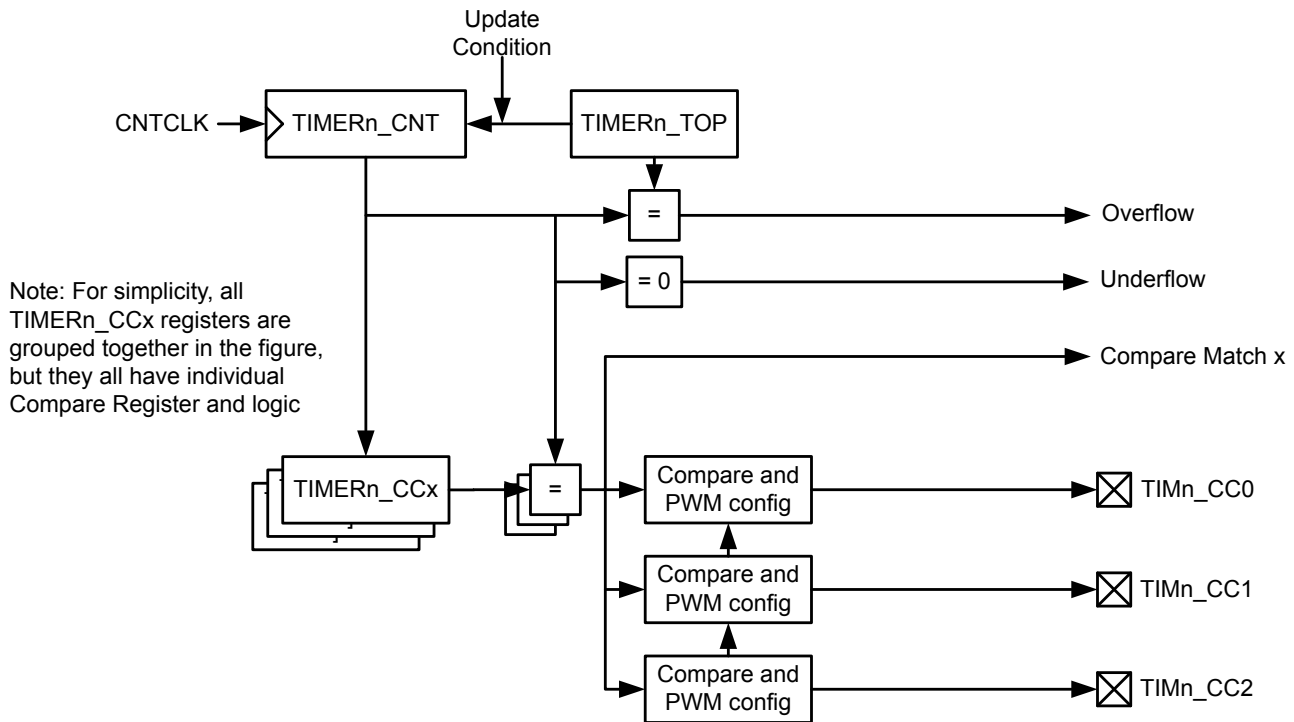 Update
Condition
CNTCLK
TIMERn_CNT
TIMERn_TOP
=
Overflow
= 0
Underflow
Note: For simplicity, all
TIMERn_CCx registers are
grouped together in the figure,
but they all have individual
Compare Register and logic
Compare Match x
TIMERn_CCx
=
Compare and
PWM config
TIMn_CC0
Compare and
PWM config
TIMn_CC1
Compare and
PWM config
TIMn_CC2